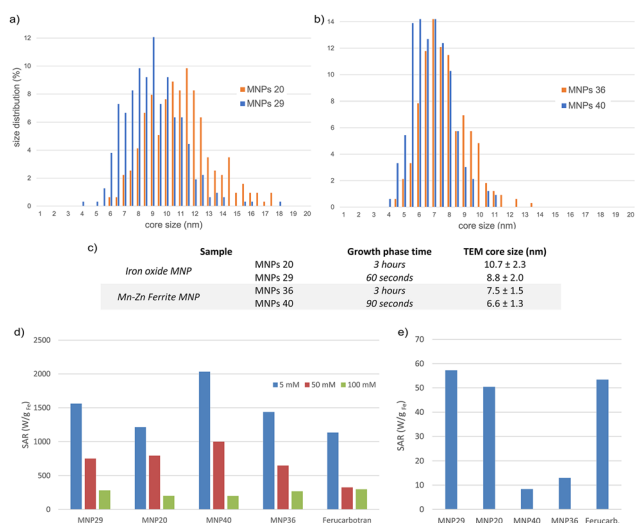 a)
12
10
8
6
4
2
0
size distribution (%)
MNPs 20
MNPs 29
1 2 3 4 5 6 7 8 9 10 11 12 13 14 15 16 17 18 19 20
core size (nm)
b)
14
12
10
8
6
4
2
0
MNPs 36
MNPs 40
1 2 3 4 5 6 7 8 9 10 11 12 13 14 15 16 17 18 19 20
core size (nm)
c)
Sample Growth phase time TEM core size (nm)
Iron oxide MNP
MNPs 20 3 hours 10.7 ± 2.3
MNPs 29 60 seconds 8.8 ± 2.0
Mn-Zn Ferrite MNP
MNPs 36 3 hours 7.5 ± 1.5
MNPs 40 90 seconds 6.6 ± 1.3
d)
2500
2000
1500
1000
500
0
SAR (W/g Fe)
5 mM 50 mM 100 mM
MNP29 MNP20 MNP40 MNP36 Ferucarbotran
e)
70
60
50
40
30
20
10
0
SAR (W/g Fe)
MNP29 MNP20 MNP40 MNP36 Ferucarb.